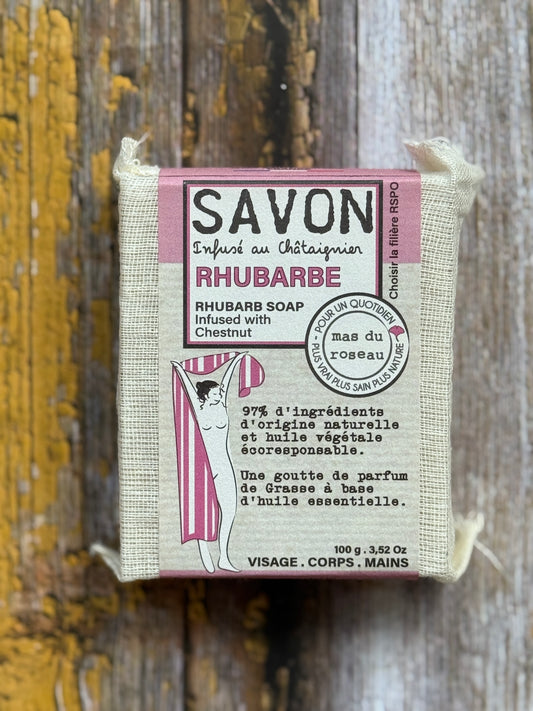 SAVON
Infusé au Châtaignier
RHUBARBE
RHUBARB SOAP
Infused with
Chestnut
Choisir la filière RSPO
POUR UN QUOTIDIEN
mas du
roseau
PLUS VRAI PLUS SAIN PLUS NATURE
97% d'ingrédients
d'origine naturelle
et huile végétale
écoresponsable.
Une goutte de parfum
de Grasse à base
d'huile essentielle.
100 g . 3,52 Oz
VISAGE . CORPS . MAINS